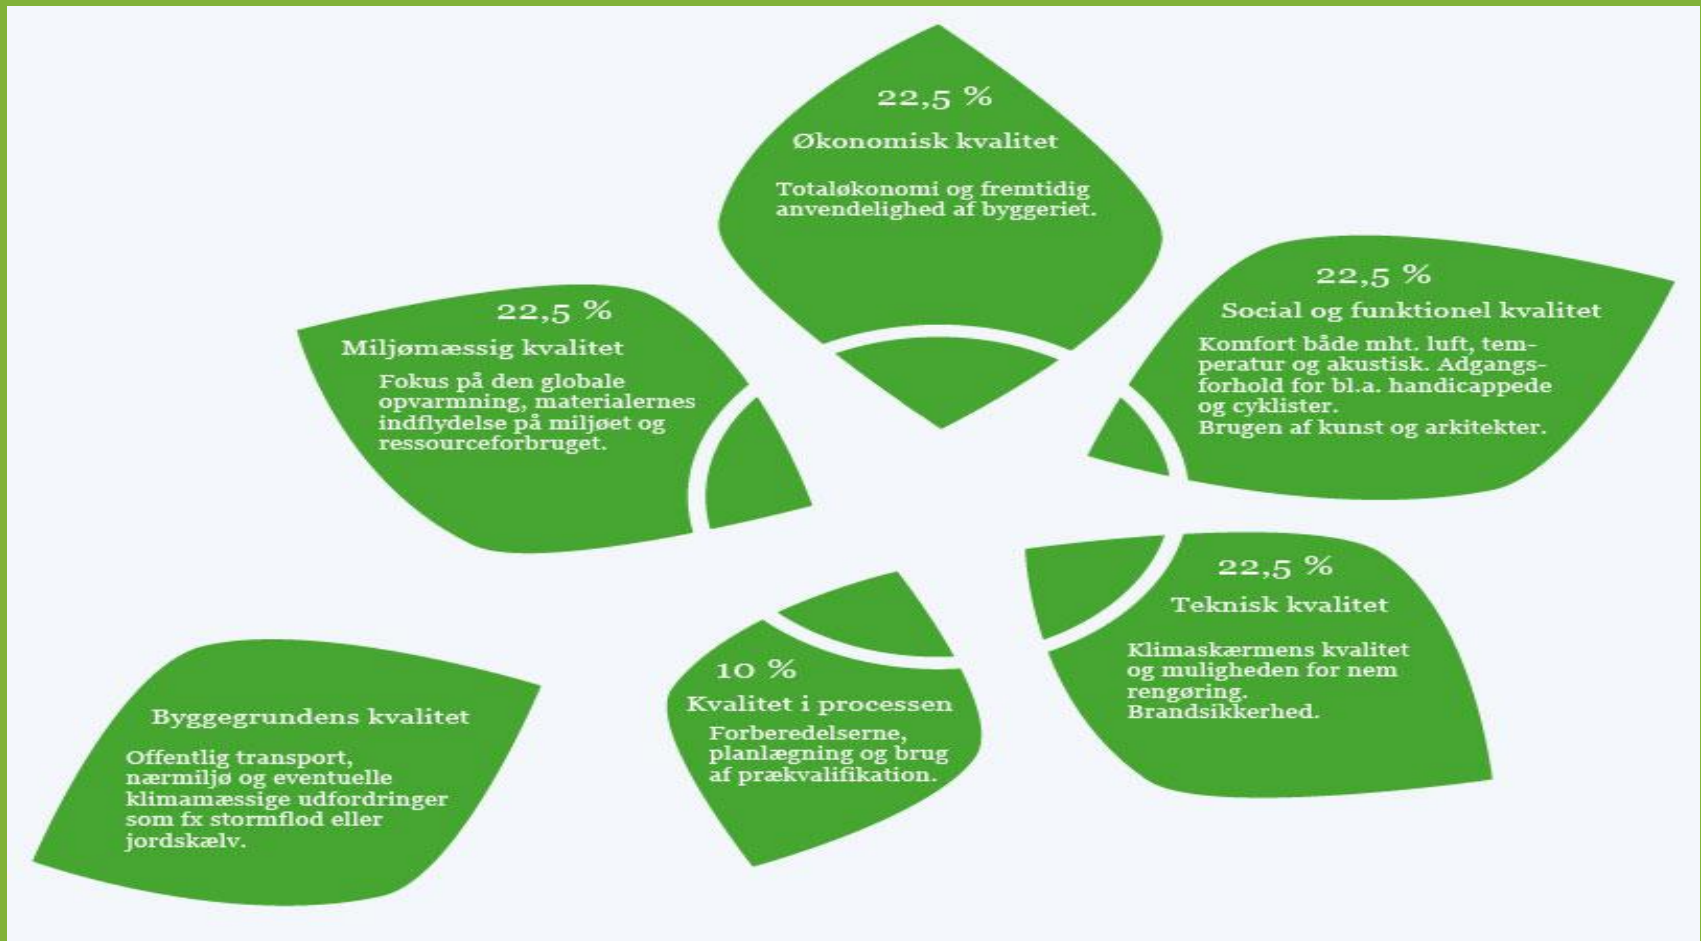 22,5 %
Økonomisk kvalitet
Totaløkonomi og fremtidig
anvendelighed af byggeriet.
22,5 %
Social og funktionel kvalitet
Komfort både mht. luft, tem-
peratur og akustisk. Adgangs-
forhold for bl.a. handicappede
og cyklister.
Brugen af kunst og arkitekter.
22,5 %
Miljømæssig kvalitet
Fokus på den globale
opvarmning, materialernes
indflydelse på miljøet og
ressourceforbruget.
22,5 %
Teknisk kvalitet
Klimaskærmens kvalitet
og muligheden for nem
rengøring.
Brandsikkerhed.
10 %
Kvalitet i processen
Forberedelserne,
planlægning og brug
af prækvalifikation.
Byggegrundens kvalitet
Offentlig transport,
nærmiljø og eventuelle
klimamæssige udfordringer
som fx stormflod eller
jordskælv.